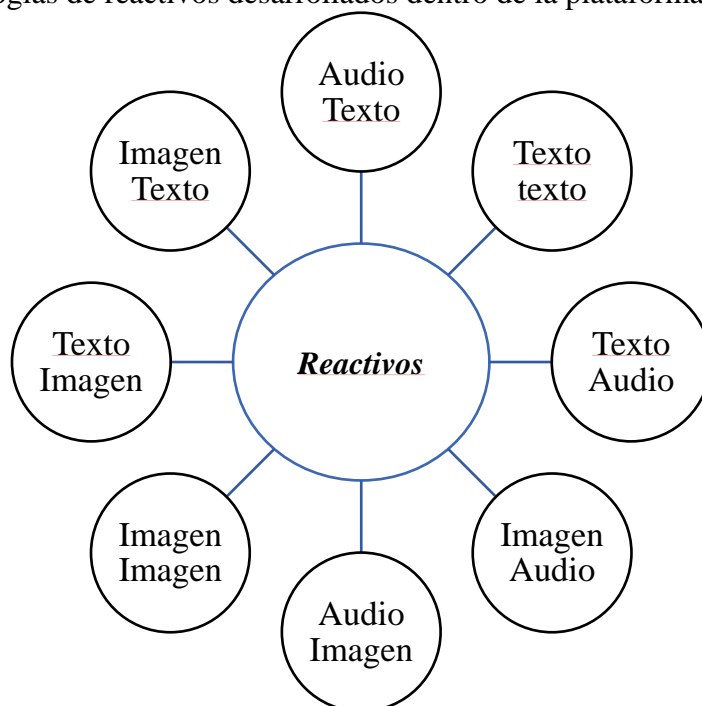 de reactivos desarrollados dentro de la plataforma
Audio
Texto
Imagen
Texto
Texto
texto
Texto
Imagen
Reactivos
Texto
Audio
Imagen
Imagen
Imagen
Audio
Audio
Imagen